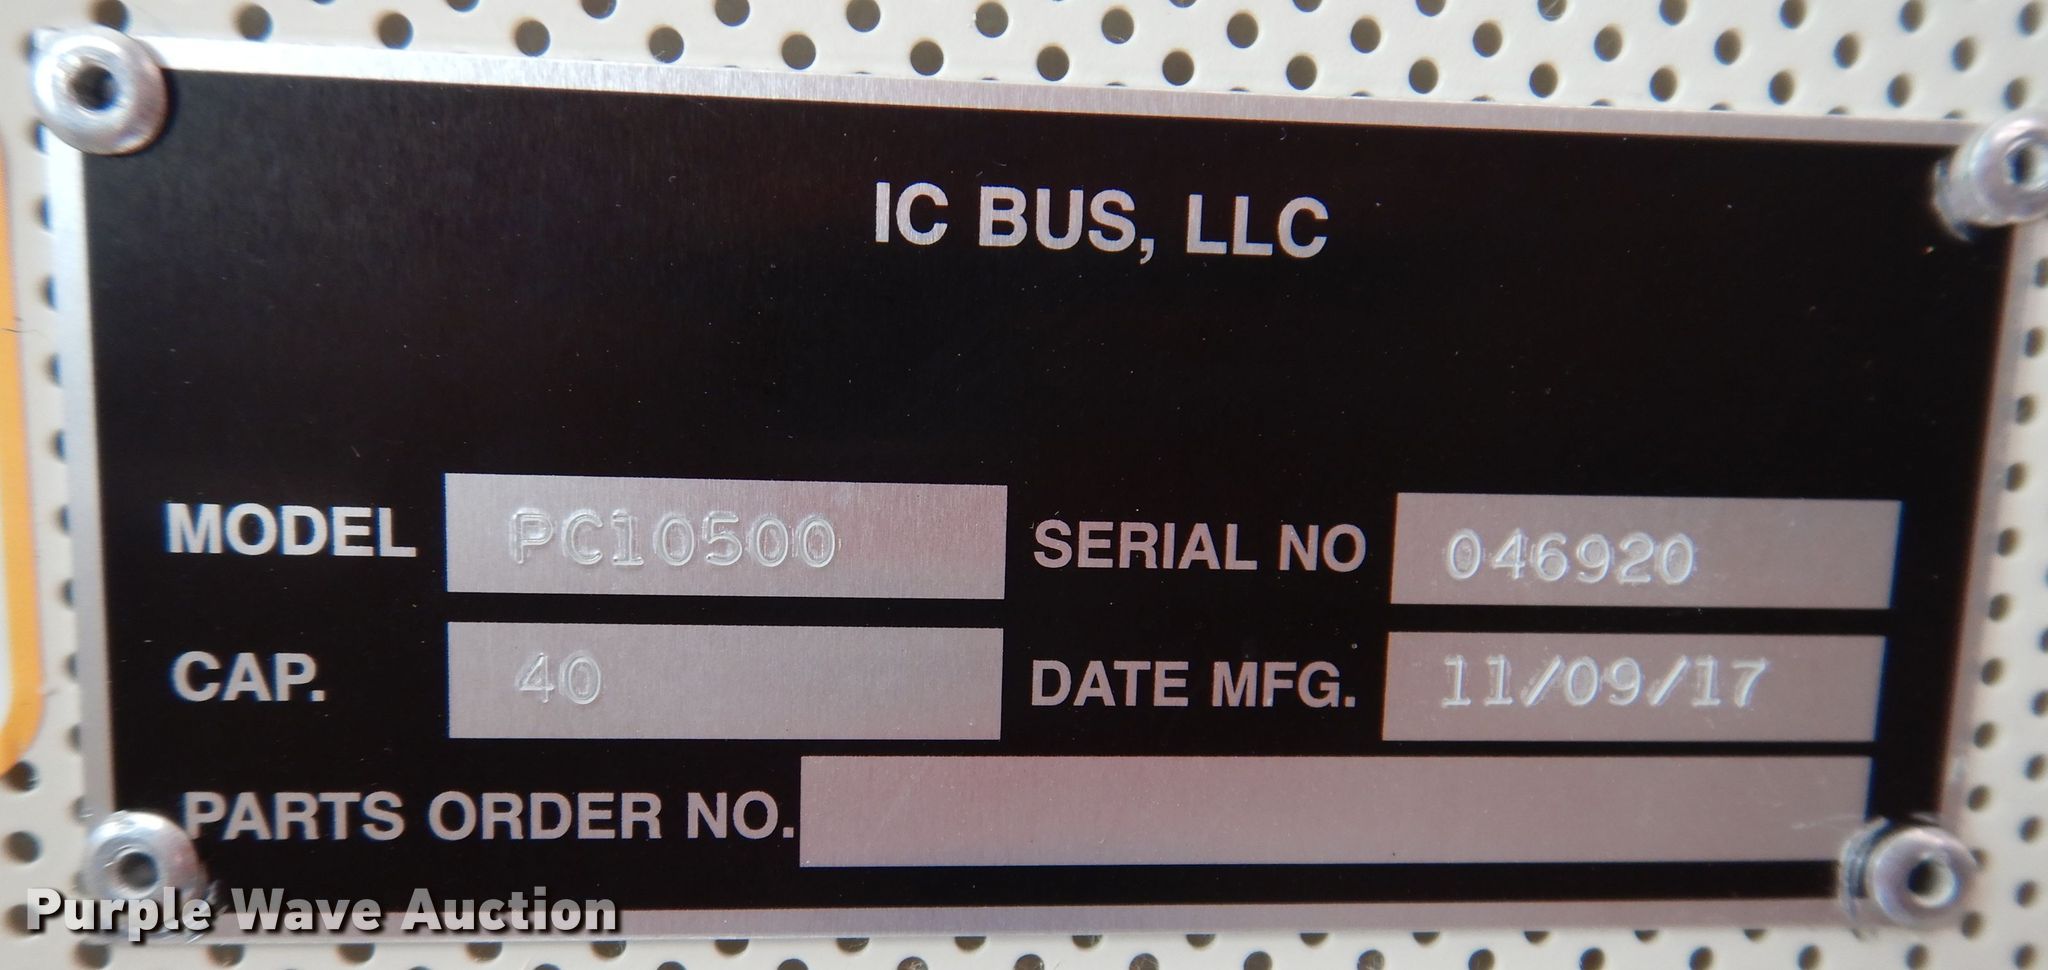 IC BUS, LLC
MODEL PC10500 SERIAL NO 046920
CAP. 40 DATE MFG. 11/09/17
PARTS ORDER NO.
Purple Wave Auction